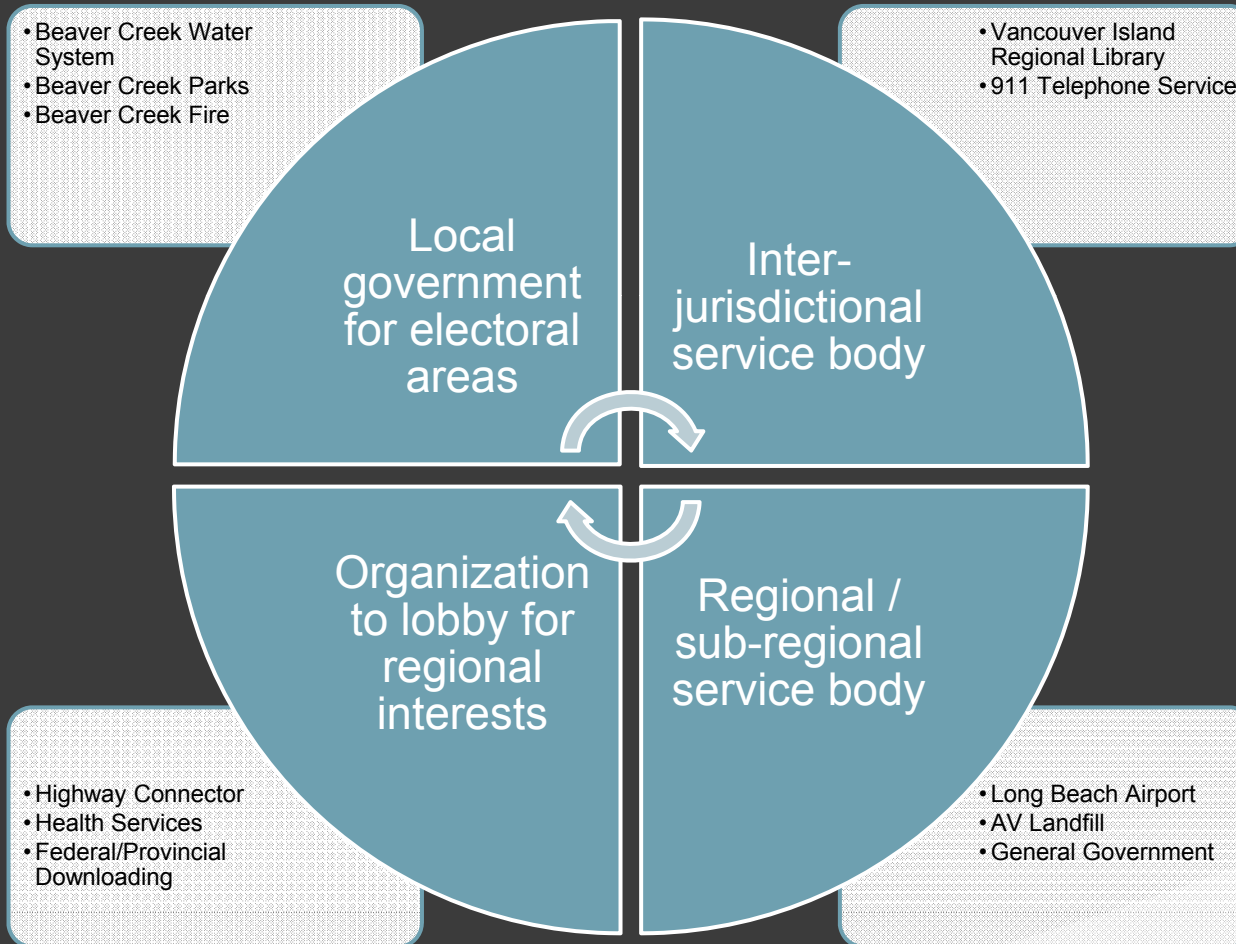 •Beaver Creek Water
System
•Beaver Creek Parks
•Beaver Creek Fire
•Vancouver Island
Regional Library
•911 Telephone Service
Local
government
for electoral
areas
Inter-
jurisdictional
service body
Organization
to lobby for
regional
interests
Regional /
sub-regional
service body
•Highway Connector
•Health Services
•Federal/Provincial
Downloading
•Long Beach Airport
•AV Landfill
•General Government